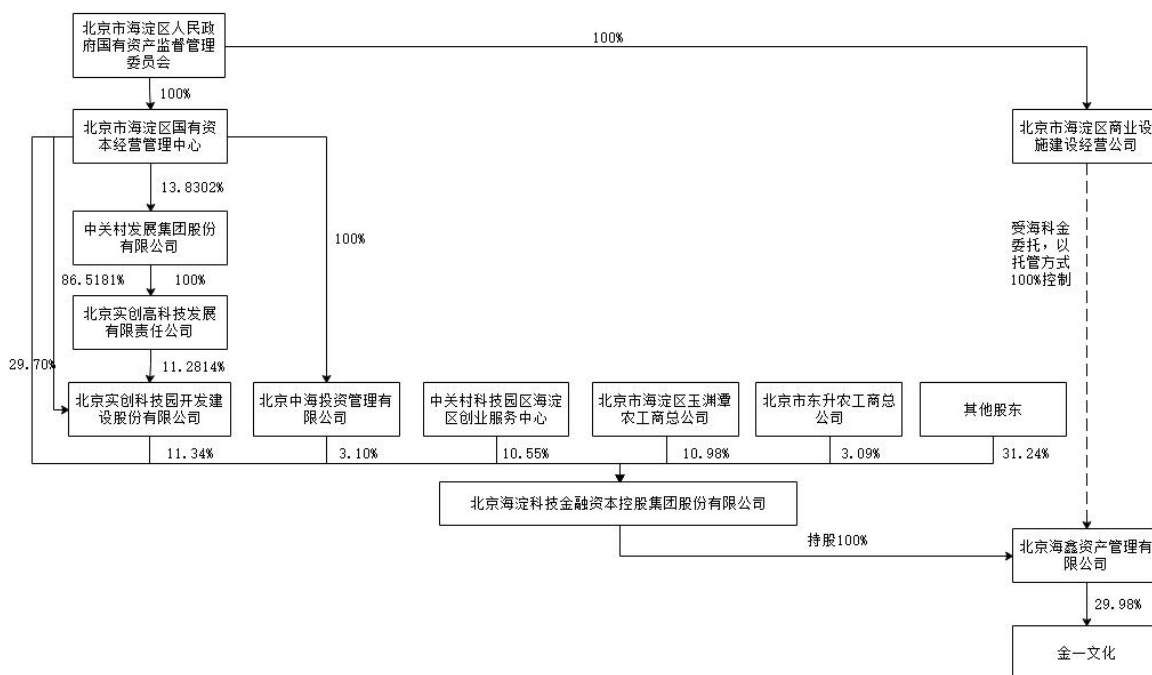 北京市海淀区人民政
府国有资产监督管理
委员会
100%
100%
北京市海淀区国有资
本经营管理中心
北京市海淀区商业设
施建设经营公司
13.8302%
中关村发展集团股份
有限公司
100%
受海科金
委托，以
托管方式
100%控制
86.5181%
100%
北京实创高科技发展
有限责任公司
29.70%
11.2814%
北京实创科技园开发建
设股份有限公司
北京中海投资管理有
限公司
中关村科技园区海淀
区创业服务中心
北京市海淀区玉渊潭
农工商总公司
北京市东升农工商总
公司
其他股东
11.34%
3.10%
10.55%
10.98%
3.09%
31.24%
北京海淀科技金融资本控股集团股份有限公司
持股100%
北京海鑫资产管理有
限公司
29.98%
金一文化